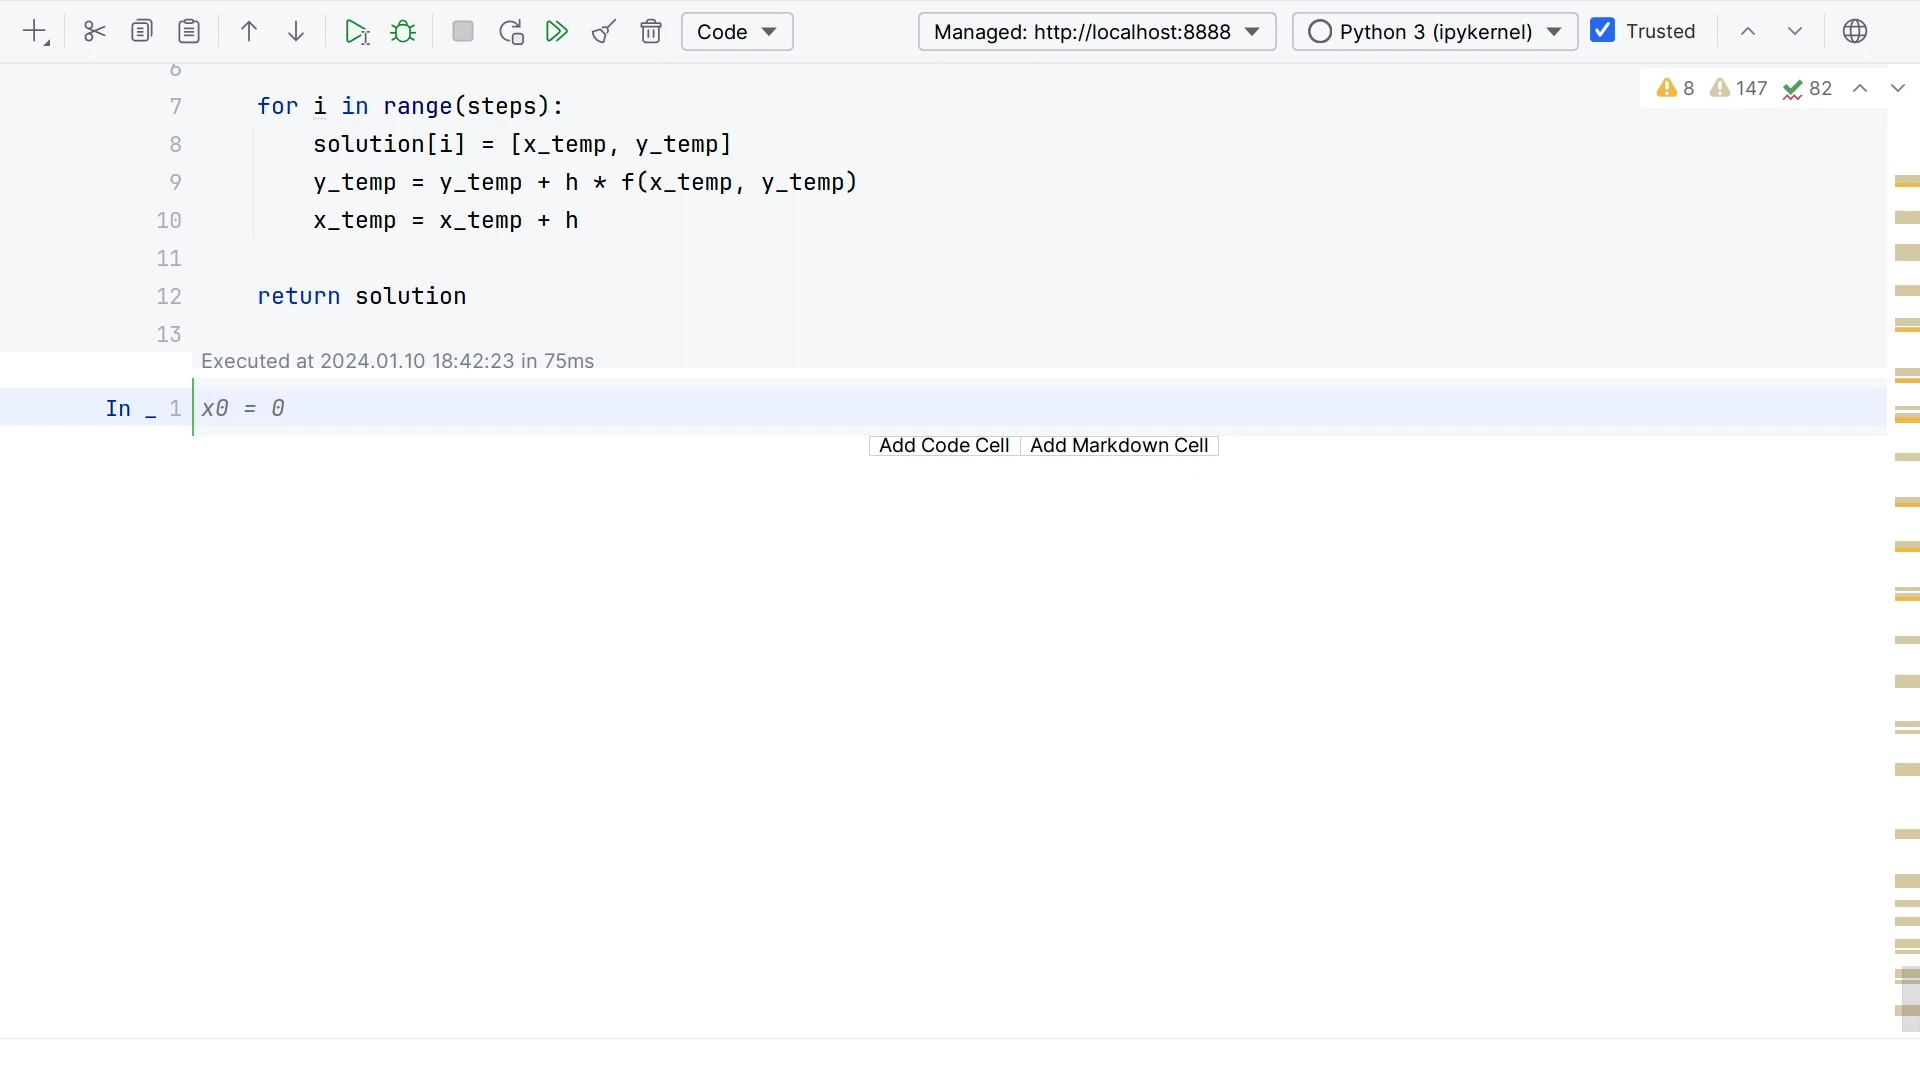 Code Managed: http://localhost:8888 Python 3 (ipykernel) Trusted
6
8 147 82
7 for i in range(steps):
8 solution[i] = [x_temp, y_temp]
9 y_temp = y_temp + h * f(x_temp, y_temp)
10 x_temp = x_temp + h
11
12 return solution
13
Executed at 2024.01.10 18:42:23 in 75ms
In _ 1 x0 = 0
Add Code Cell Add Markdown Cell